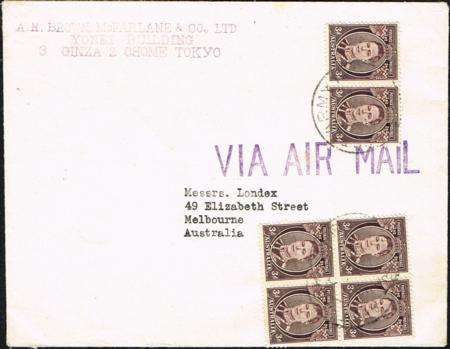 A.R. BROWN, McFARLANE & CO., LTD
YONEI BUILDING
3 GINZA 2 CHOME TOKYO
VIA AIR MAIL
Messrs. Londex
49 Elizabeth Street
Melbourne
Australia